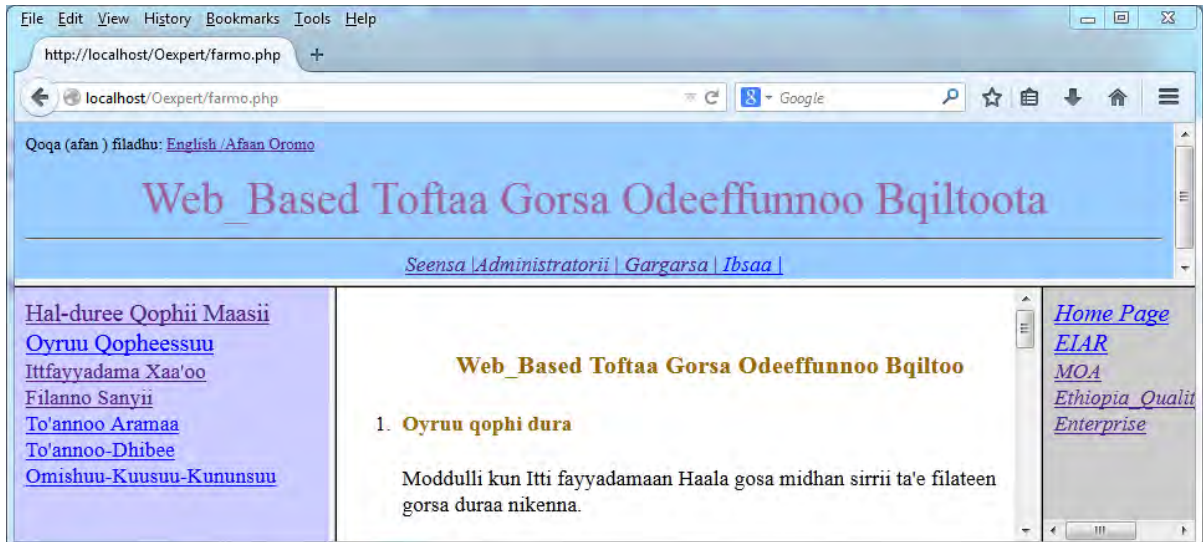 File Edit View History Bookmarks Tools Help
http://localhost/Oexpert/farmo.php
localhost/Oexpert/farmo.php
Google
Qoqa (afan ) filadhu: English /Afaan Oromo
Web_Based Toftaa Gorsa Odeeffunnoo Bqiltoota
Seensa |Administratorii | Gargarsa | Ibsaa |
Hal-duree Qophii Maasii
Oyruu Qopheessuu
Ittfayyadama Xaa'oo
Filanno Sanyii
To'annoo Aramaa
To'annoo-Dhibee
Omishuu-Kuusuu-Kununsuu
Web_Based Toftaa Gorsa Odeeffunnoo Bqiltoo
1. Oyruu qophi dura
Moddulli kun Itti fayyadamaan Haala gosa midhan sirrii ta'e filateen
gorsa duraa nikenna.
Home Page
EIAR
MOA
Ethiopia_Qualit
Enterprise